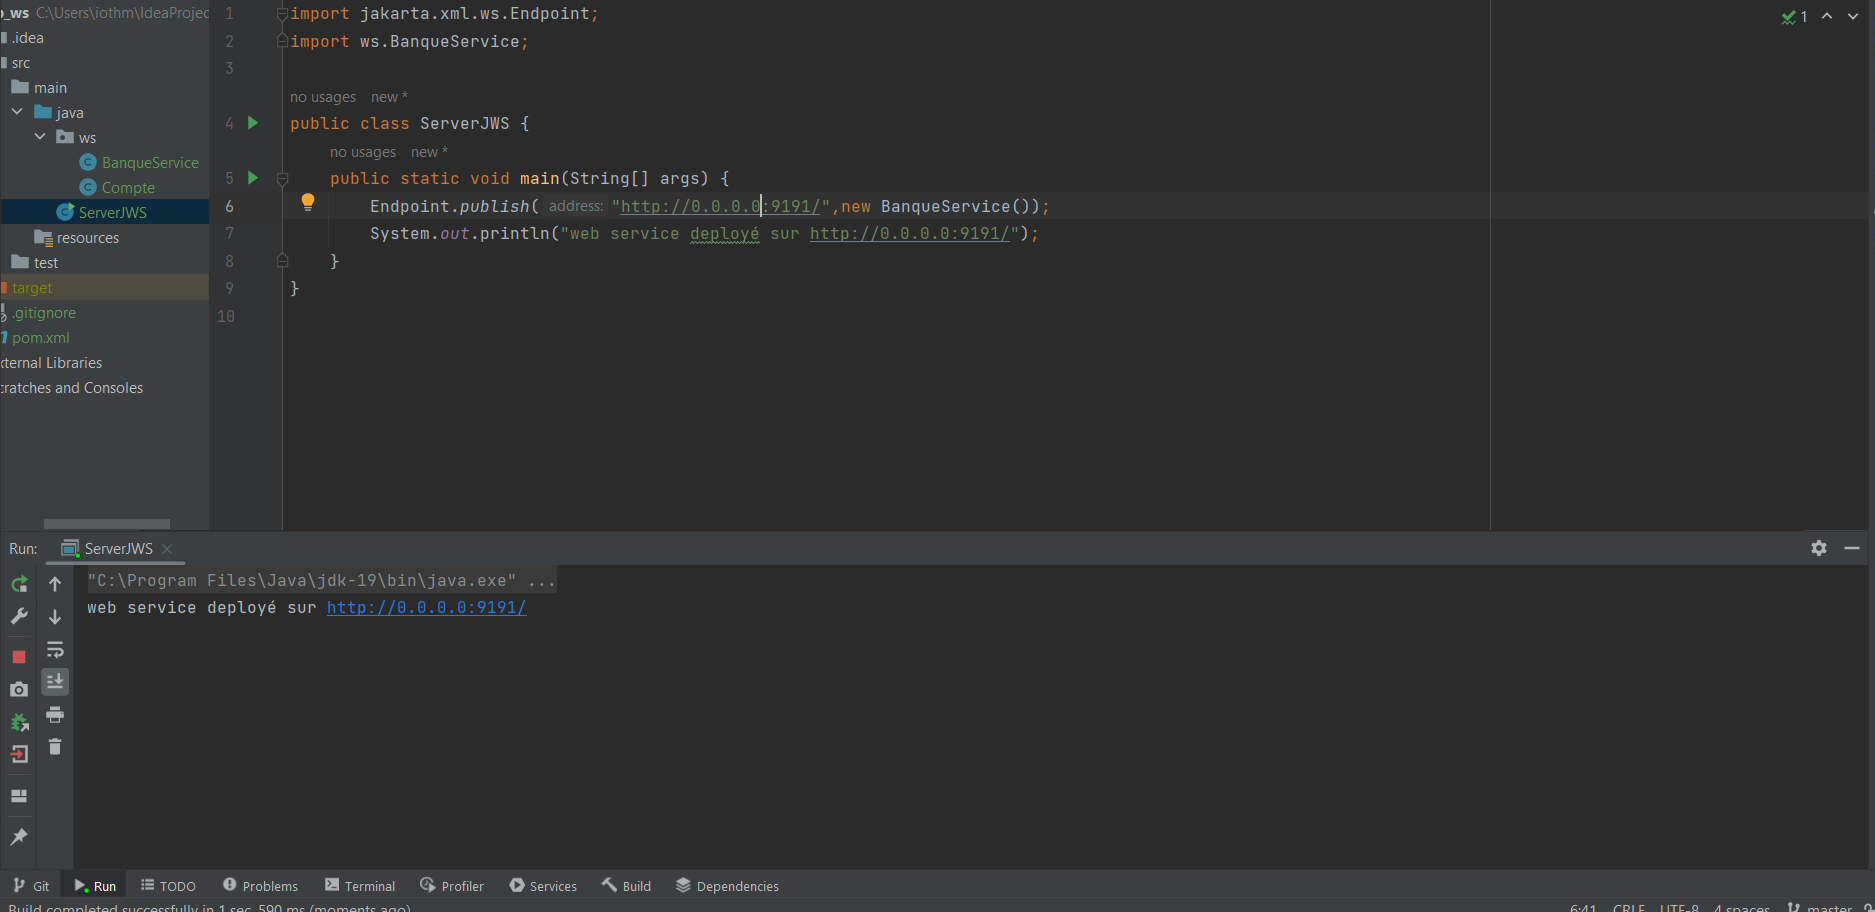 _ws C:\Users\iothm\IdeaProjec
.idea
src
main
java
ws
BanqueService
Compte
ServerJWS
resources
test
target
.gitignore
pom.xml
xternal Libraries
cratches and Consoles
1 import jakarta.xml.ws.Endpoint;
2 import ws.BanqueService;
3
no usages new *
4 public class ServerJWS {
no usages new *
5 public static void main(String[] args) {
6 Endpoint.publish( address: "http://0.0.0.0:9191/",new BanqueService());
7 System.out.println("web service deployé sur http://0.0.0.0:9191/");
8 }
9 }
10
1
Run: ServerJWS
"C:\Program Files\Java\jdk-19\bin\java.exe" ...
web service deployé sur http://0.0.0.0:9191/
Git Run TODO Problems Terminal Profiler Services Build Dependencies
Build completed successfully in 1 sec, 590 ms (moments ago)
6:41 CRLF UTF-8 4 spaces master